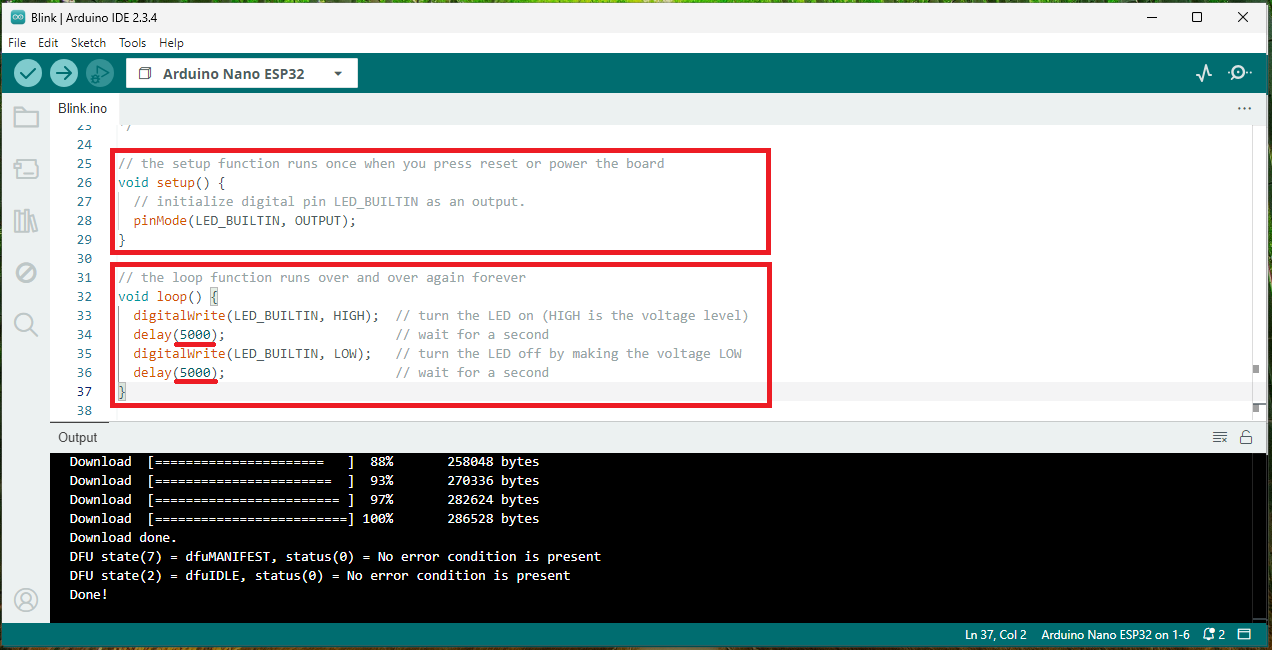 Blink | Arduino IDE 2.3.4
File Edit Sketch Tools Help
Arduino Nano ESP32
Blink.ino
23 */
24
25 // the setup function runs once when you press reset or power the board
26 void setup() {
27   // initialize digital pin LED_BUILTIN as an output.
28   pinMode(LED_BUILTIN, OUTPUT);
29 }
30
31 // the loop function runs over and over again forever
32 void loop() {
33   digitalWrite(LED_BUILTIN, HIGH);  // turn the LED on (HIGH is the voltage level)
34   delay(5000);                      // wait for a second
35   digitalWrite(LED_BUILTIN, LOW);   // turn the LED off by making the voltage LOW
36   delay(5000);                      // wait for a second
37 }
38
Output
Download  [=======================   ]  88%       258048 bytes
Download  [========================  ]  93%       270336 bytes
Download  [========================= ]  97%       282624 bytes
Download  [==========================] 100%       286528 bytes
Download done.
DFU state(7) = dfuMANIFEST, status(0) = No error condition is present
DFU state(2) = dfuIDLE, status(0) = No error condition is present
Done!
Ln 37, Col 2 Arduino Nano ESP32 on 1-6 2